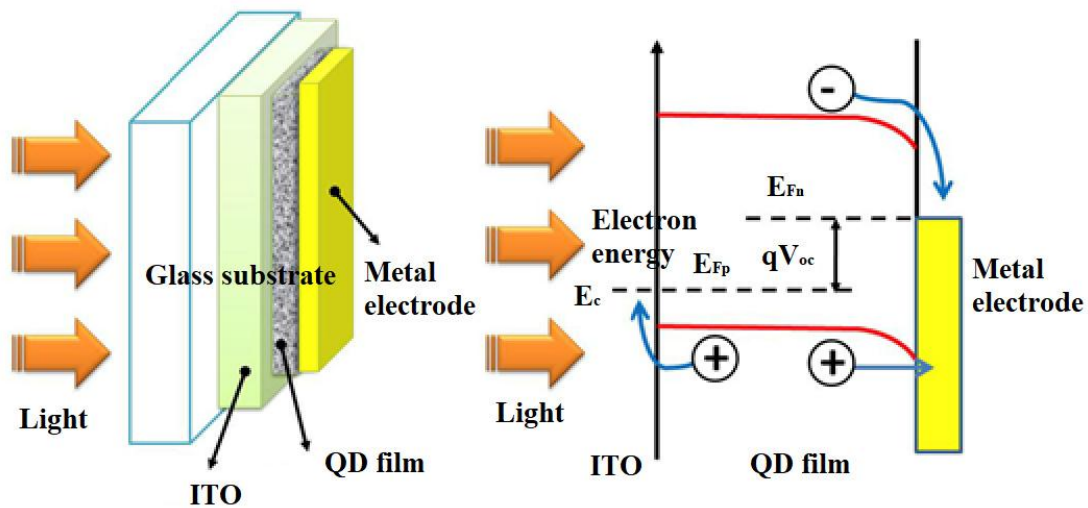 Glass substrate
Metal
electrode
Light
QD film
ITO
-
Electron
energy
E_Fn
E_Fp
qV_oc
E_c
+
+
Metal
electrode
Light
ITO
QD film